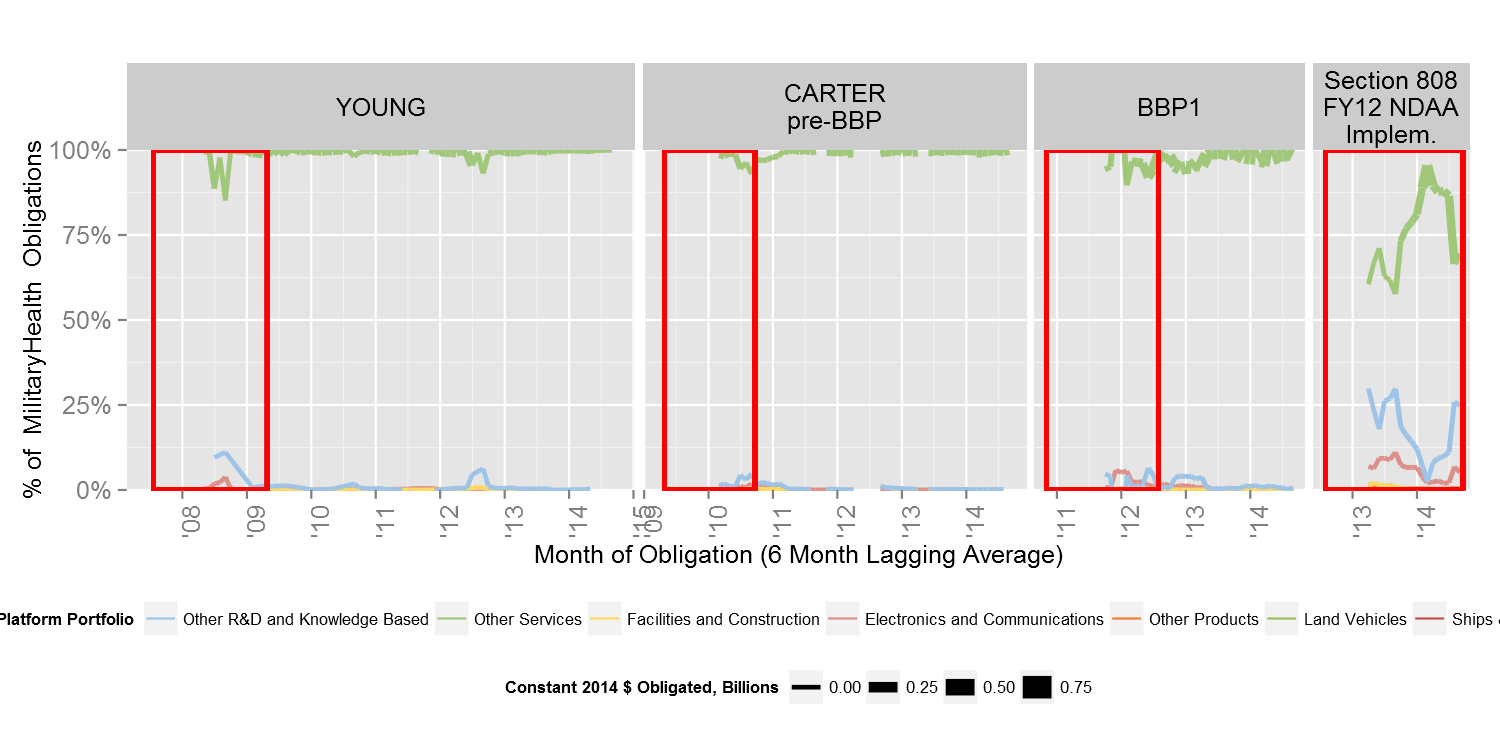 YOUNG
CARTER
pre-BBP
BBP1
Section 808
FY12 NDAA
Implem.
% of MilitaryHealth Obligations
100%
75%
50%
25%
0%
'08
'09
'10
'11
'12
'13
'14
'15
'09
'10
'11
'12
'13
'14
'11
'12
'13
'14
'13
'14
Month of Obligation (6 Month Lagging Average)
Platform Portfolio Other R&D and Knowledge Based Other Services Facilities and Construction Electronics and Communications Other Products Land Vehicles Ships
Constant 2014 $ Obligated, Billions 0.00 0.25 0.50 0.75